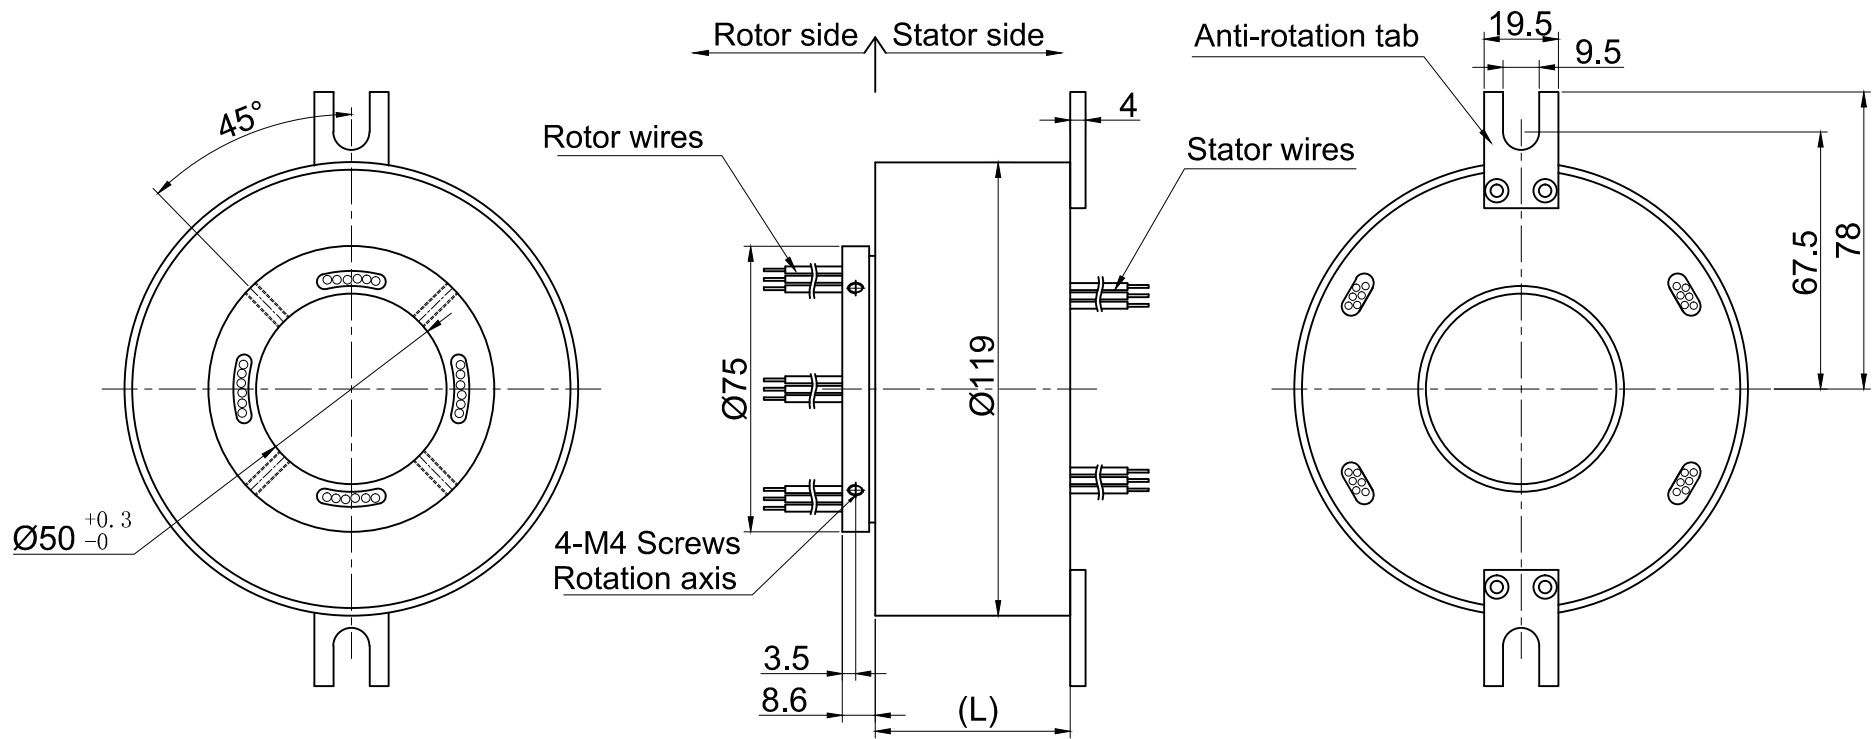 Rotor side
Stator side
Anti-rotation tab
19.5
9.5
45°
4
Rotor wires
Stator wires
67.5
78
Ø75
Ø119
Ø50 +0.3
-0
4-M4 Screws
Rotation axis
3.5
8.6
(L)